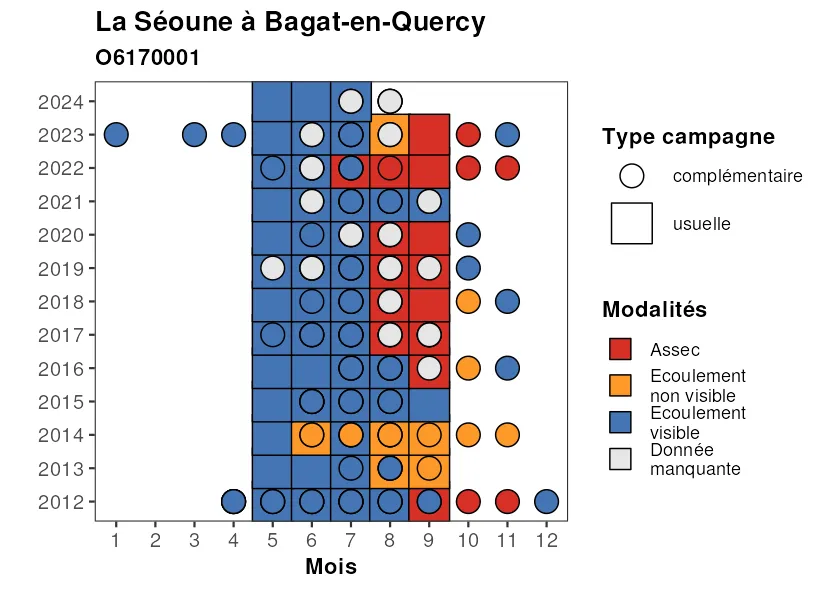 La Séoune à Bagat-en-Quercy
O6170001
2024
2023
2022
2021
2020
2019
2018
2017
2016
2015
2014
2013
2012
1 2 3 4 5 6 7 8 9 10 11 12
Mois
Type campagne
complémentaire
usuelle
Modalités
Assec
Ecoulement
non visible
Ecoulement
visible
Donnée
manquante